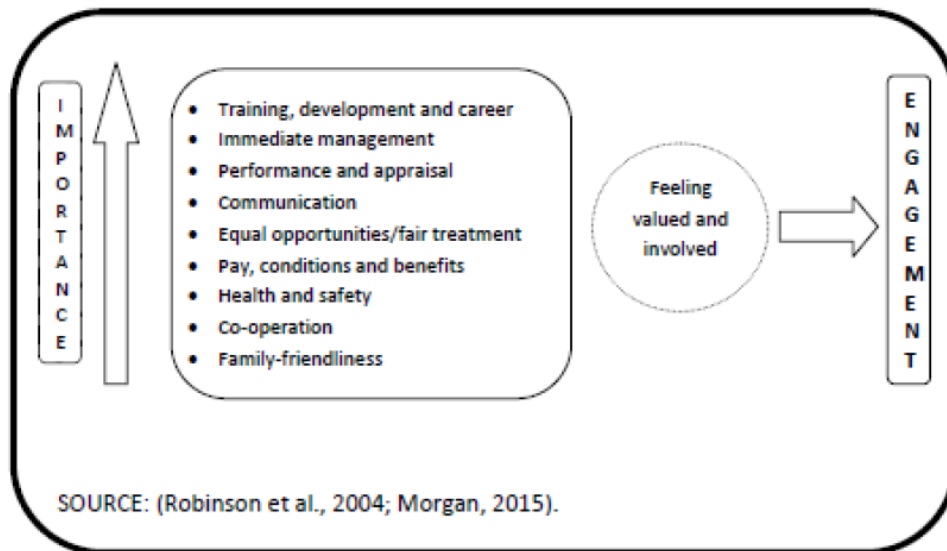 IMPORTANCE
• Training, development and career
• Immediate management
• Performance and appraisal
• Communication
• Equal opportunities/fair treatment
• Pay, conditions and benefits
• Health and safety
• Co-operation
• Family-friendliness
Feeling
valued and
involved
ENGAGEMENT
SOURCE: (Robinson et al., 2004; Morgan, 2015).